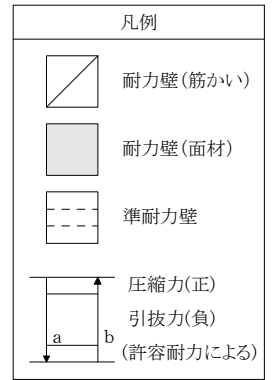 凡例
耐力壁(筋かい)
耐力壁(面材)
準耐力壁
圧縮力(正)
引抜力(負)
a b
(許容耐力による)